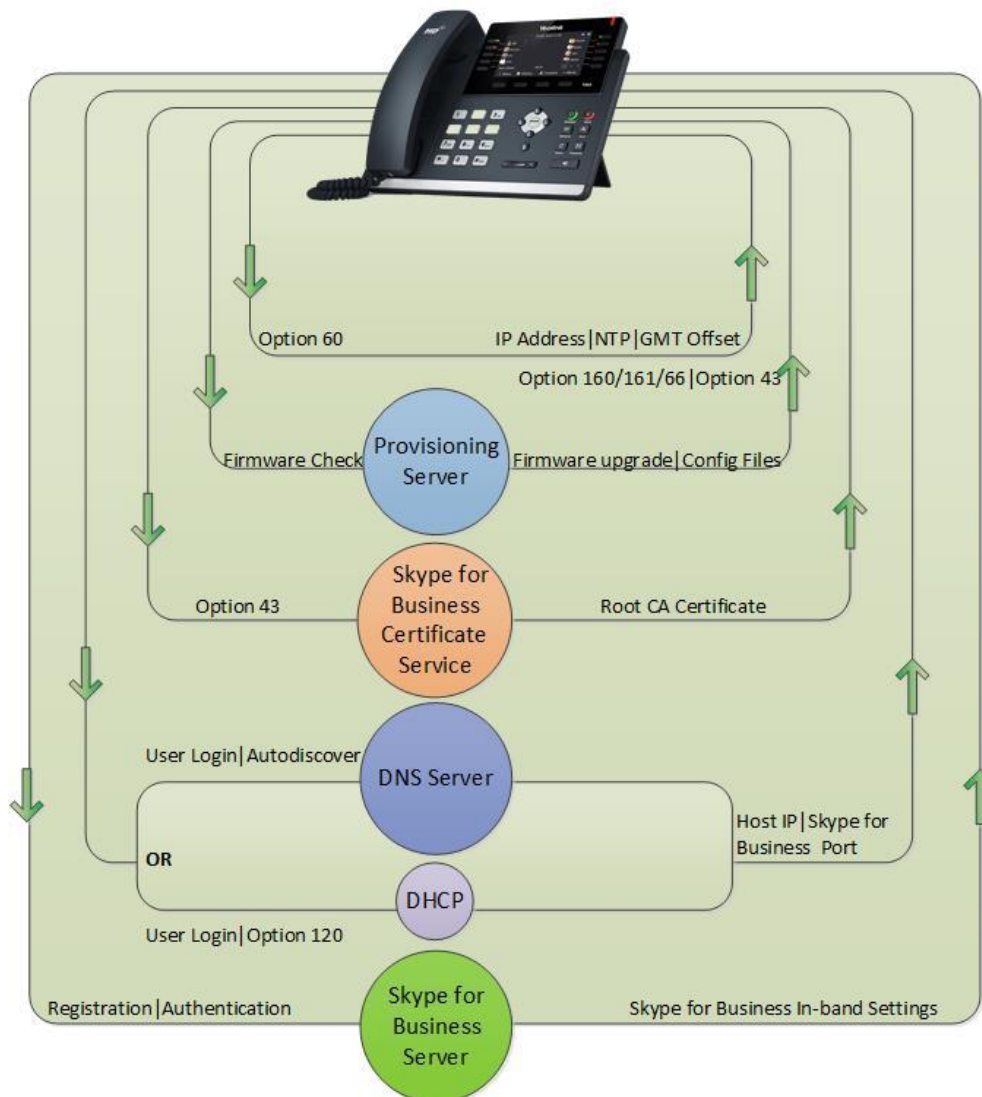 Yealink
Option 60
IP Address|NTP|GMT Offset
Option 160/161/66|Option 43
Firmware Check
Provisioning
Server
Firmware upgrade|Config Files
Option 43
Skype for
Business
Certificate
Service
Root CA Certificate
User Login|Autodiscover
DNS Server
Host IP|Skype for
Business Port
OR
DHCP
User Login|Option 120
Registration|Authentication
Skype for
Business
Server
Skype for Business In-band Settings